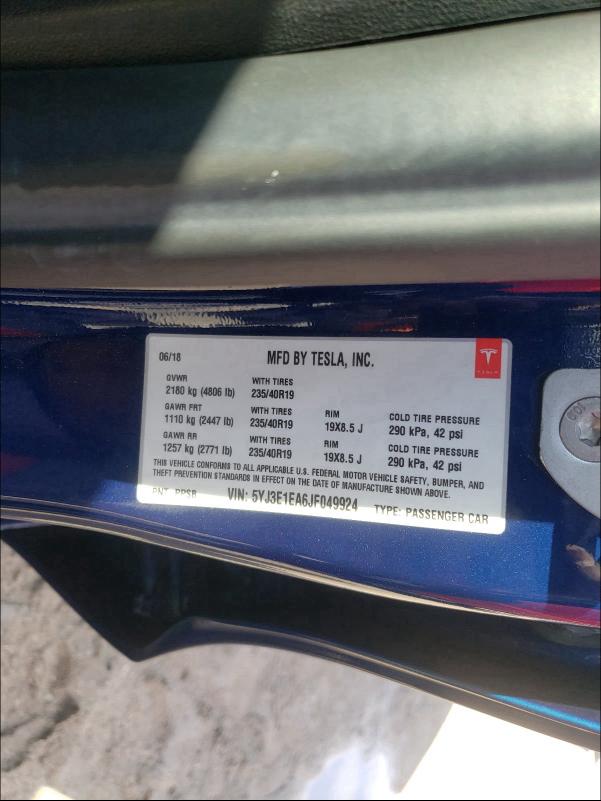 06/18 MFD BY TESLA, INC.
TESLA
GVWR WITH TIRES
2180 kg (4806 lb) 235/40R19
GAWR FRT WITH TIRES RIM COLD TIRE PRESSURE
1110 kg (2447 lb) 235/40R19 19X8.5 J 290 kPa, 42 psi
GAWR RR WITH TIRES RIM COLD TIRE PRESSURE
1257 kg (2771 lb) 235/40R19 19X8.5 J 290 kPa, 42 psi
THIS VEHICLE CONFORMS TO ALL APPLICABLE U.S. FEDERAL MOTOR VEHICLE SAFETY, BUMPER, AND
THEFT PREVENTION STANDARDS IN EFFECT ON THE DATE OF MANUFACTURE SHOWN ABOVE.
PNT PPSB VIN: 5YJ3E1EA6JF049924 TYPE: PASSENGER CAR